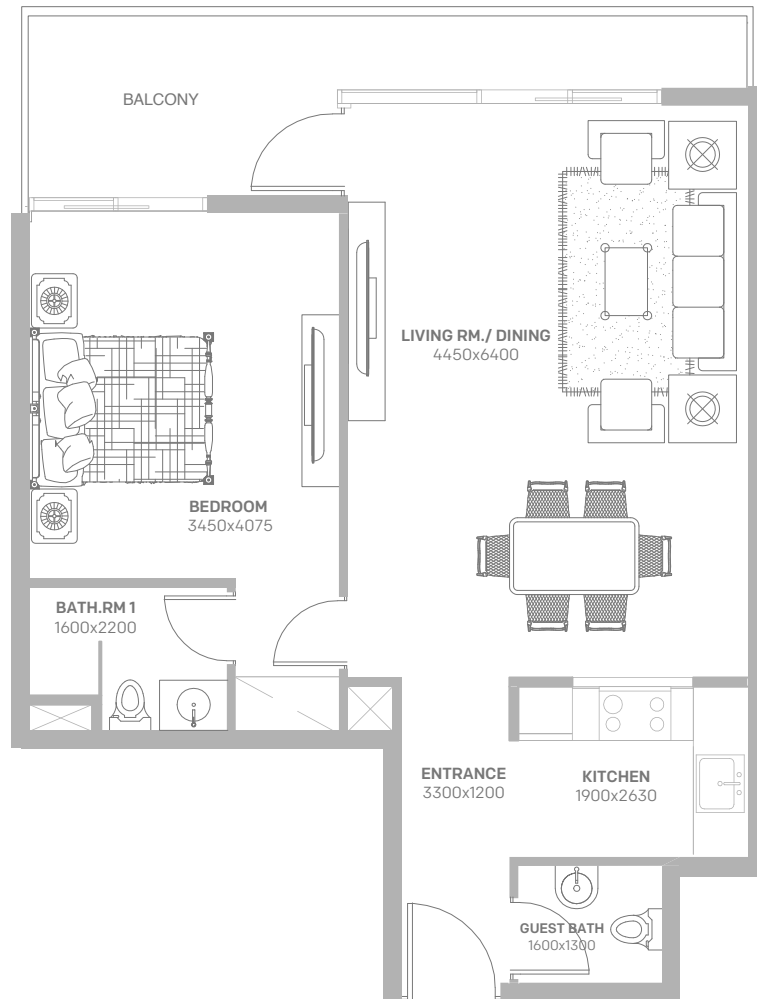 BALCONY
LIVING RM./ DINING
4450x6400
BEDROOM
3450x4075
BATH.RM 1
1600x2200
ENTRANCE
3300x1200
KITCHEN
1900x2630
GUEST BATH
1600x1300